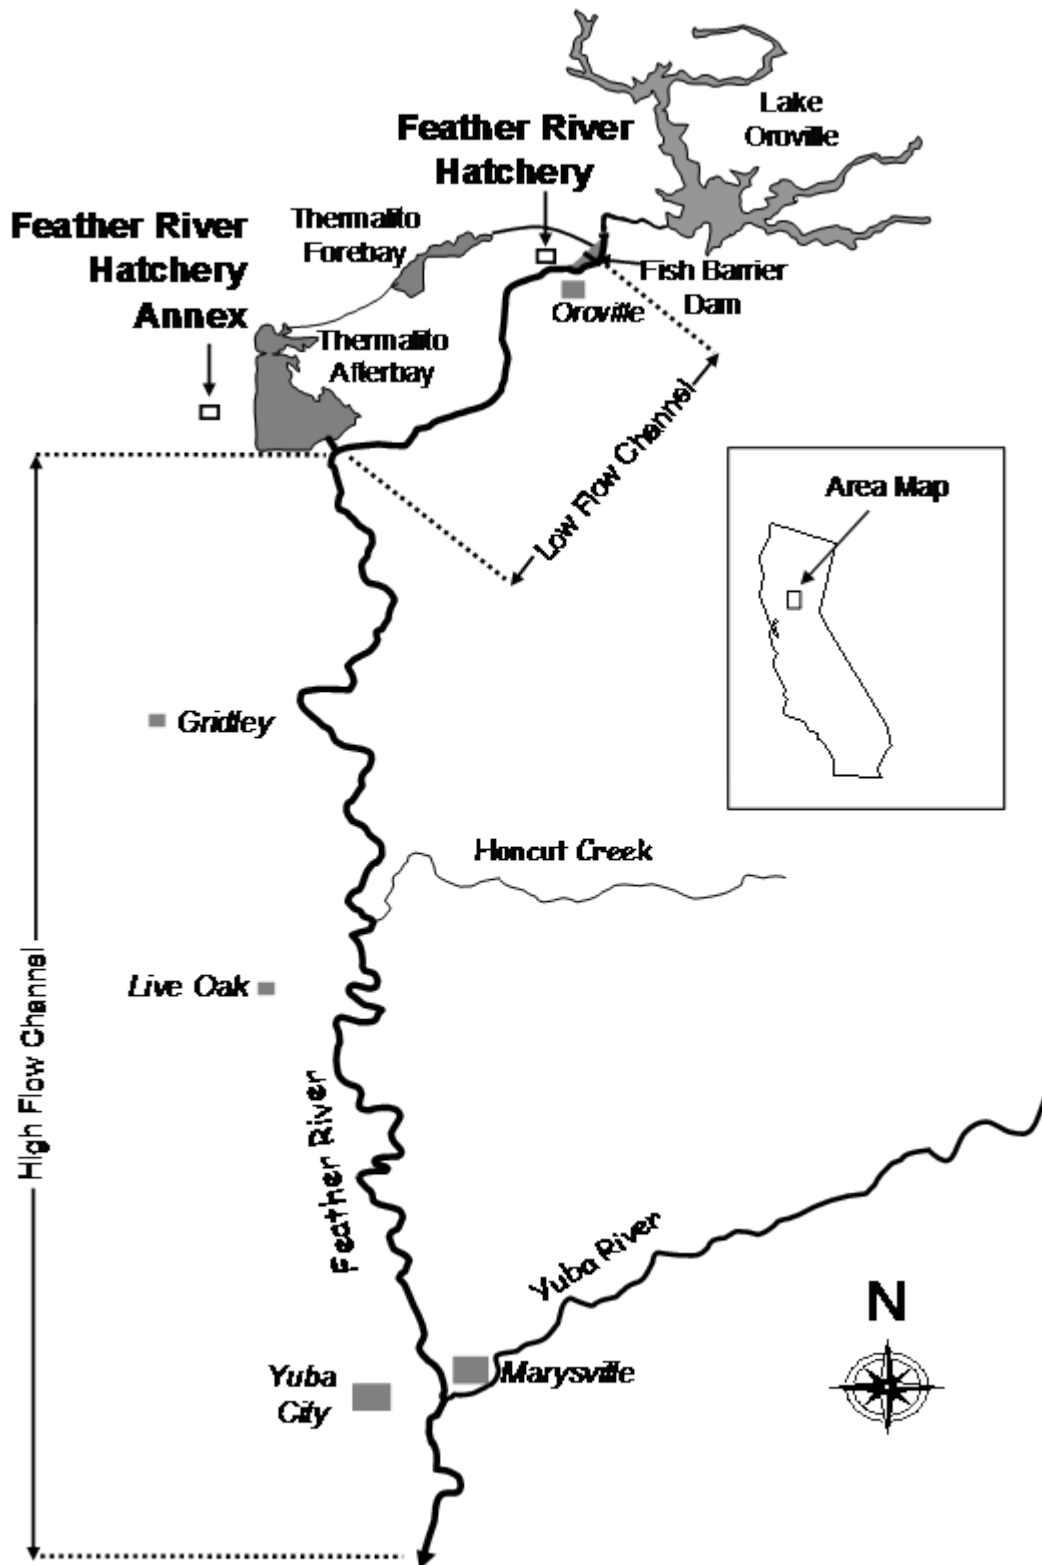 Lake
Oroville
Feather River
Hatchery
Thermalito
Forebay
Feather River
Hatchery
Annex
Fish Barrier
Dam
Oroville
Thermalito
Afterbay
Low Flow Channel
Area Map
Gridley
Honcut Creek
Live Oak
High Flow Channel
Feather River
Yuba River
N
Yuba
City
Marysville